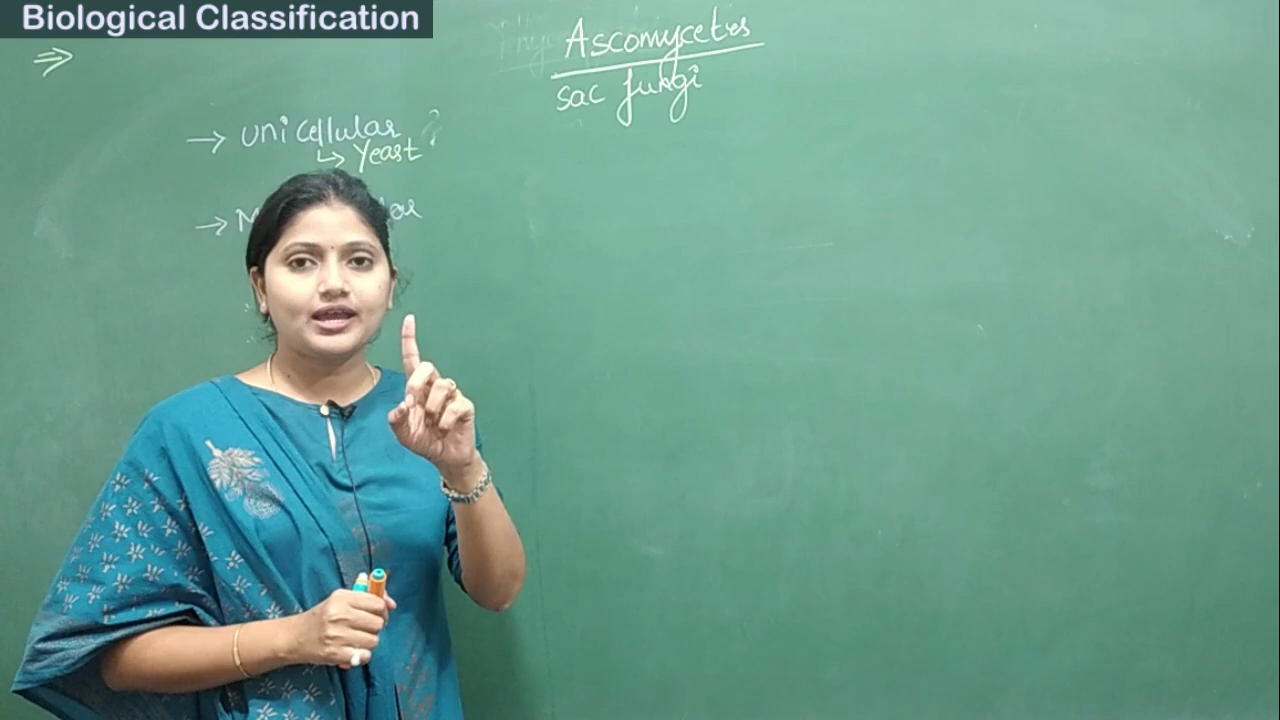 Biological Classification
Ascomycetes
sac fungi
⇒
→ Unicellular ?
↳ Yeast
→